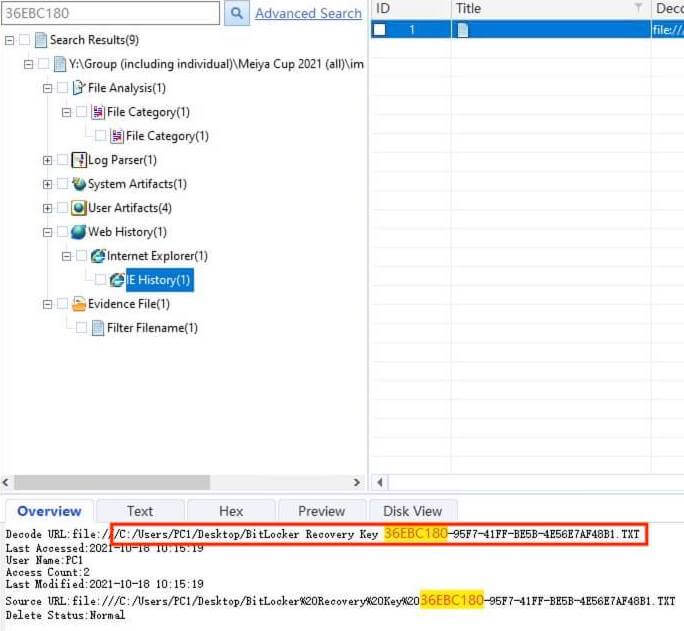 36EBC180
Advanced Search
ID
Title
Deco
Search Results(9)
1
file://
Y:\Group (including individual)\Meiya Cup 2021 (all)\im
File Analysis(1)
File Category(1)
File Category(1)
Log Parser(1)
System Artifacts(1)
User Artifacts(4)
Web History(1)
Internet Explorer(1)
IE History(1)
Evidence File(1)
Filter Filename(1)
Overview
Text
Hex
Preview
Disk View
Decode URL:file:///C:/Users/PC1/Desktop/BitLocker Recovery Key 36EBC180-95F7-41FF-BE5B-4E56E7AF48B1.TXT
Last Accessed:2021-10-18 10:15:19
User Name:PC1
Access Count:2
Last Modified:2021-10-18 10:15:19
Source URL:file:///C:/Users/PC1/Desktop/BitLocker%20Recovery%20Key%2036EBC180-95F7-41FF-BE5B-4E56E7AF48B1.TXT
Delete Status:Normal